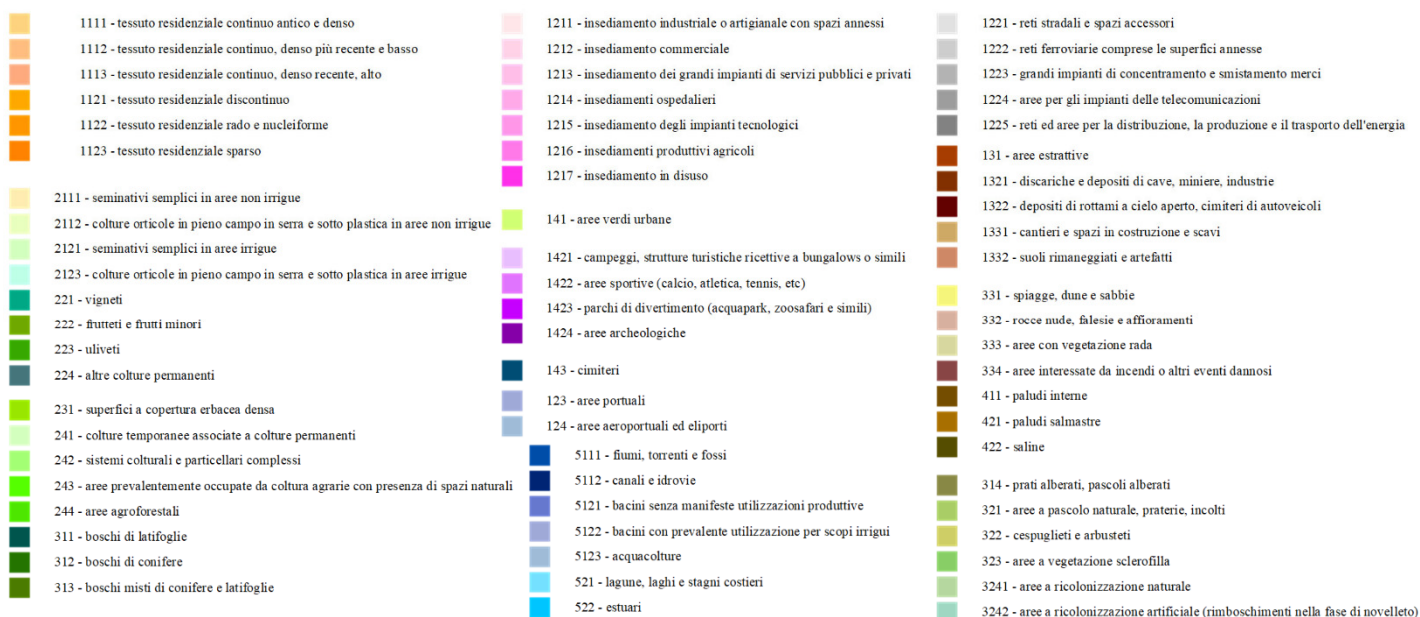 1111 - tessuto residenziale continuo antico e denso
1112 - tessuto residenziale continuo, denso più recente e basso
1113 - tessuto residenziale continuo, denso recente, alto
1121 - tessuto residenziale discontinuo
1122 - tessuto residenziale rado e nucleiforme
1123 - tessuto residenziale sparso
2111 - seminativi semplici in aree non irrigue
2112 - colture orticole in pieno campo in serra e sotto plastica in aree non irrigue
2121 - seminativi semplici in aree irrigue
2123 - colture orticole in pieno campo in serra e sotto plastica in aree irrigue
221 - vigneti
222 - frutteti e frutti minori
223 - uliveti
224 - altre colture permanenti
231 - superfici a copertura erbacea densa
241 - colture temporanee associate a colture permanenti
242 - sistemi colturali e particellari complessi
243 - aree prevalentemente occupate da coltura agrarie con presenza di spazi naturali
244 - aree agroforestali
311 - boschi di latifoglie
312 - boschi di conifere
313 - boschi misti di conifere e latifoglie
1211 - insediamento industriale o artigianale con spazi annessi
1212 - insediamento commerciale
1213 - insediamento dei grandi impianti di servizi pubblici e privati
1214 - insediamenti ospedalieri
1215 - insediamento degli impianti tecnologici
1216 - insediamenti produttivi agricoli
1217 - insediamento in disuso
141 - aree verdi urbane
1421 - campeggi, strutture turistiche ricettive a bungalows o simili
1422 - aree sportive (calcio, atletica, tennis, etc)
1423 - parchi di divertimento (acquapark, zoosafari e simili)
1424 - aree archeologiche
143 - cimiteri
123 - aree portuali
124 - aree aeroportuali ed eliporti
5111 - fiumi, torrenti e fossi
5112 - canali e idrovie
5121 - bacini senza manifeste utilizzazioni produttive
5122 - bacini con prevalente utilizzazione per scopi irrigui
5123 - acquacolture
521 - lagune, laghi e stagni costieri
522 - estuari
1221 - reti stradali e spazi accessori
1222 - reti ferroviarie comprese le superfici annesse
1223 - grandi impianti di concentramento e smistamento merci
1224 - aree per gli impianti delle telecomunicazioni
1225 - reti ed aree per la distribuzione, la produzione e il trasporto dell'energia
131 - aree estrattive
1321 - discariche e depositi di cave, miniere, industrie
1322 - depositi di rottami a cielo aperto, cimiteri di autoveicoli
1331 - cantieri e spazi in costruzione e scavi
1332 - suoli rimaneggiati e artefatti
331 - spiagge, dune e sabbie
332 - rocce nude, falesie e affioramenti
333 - aree con vegetazione rada
334 - aree interessate da incendi o altri eventi dannosi
411 - paludi interne
421 - paludi salmastre
422 - saline
314 - prati alberati, pascoli alberati
321 - aree a pascolo naturale, praterie, incolti
322 - cespuglieti e arbusteti
323 - aree a vegetazione sclerofilla
3241 - aree a ricolonizzazione naturale
3242 - aree a ricolonizzazione artificiale (rimboschimenti nella fase di novelleto)